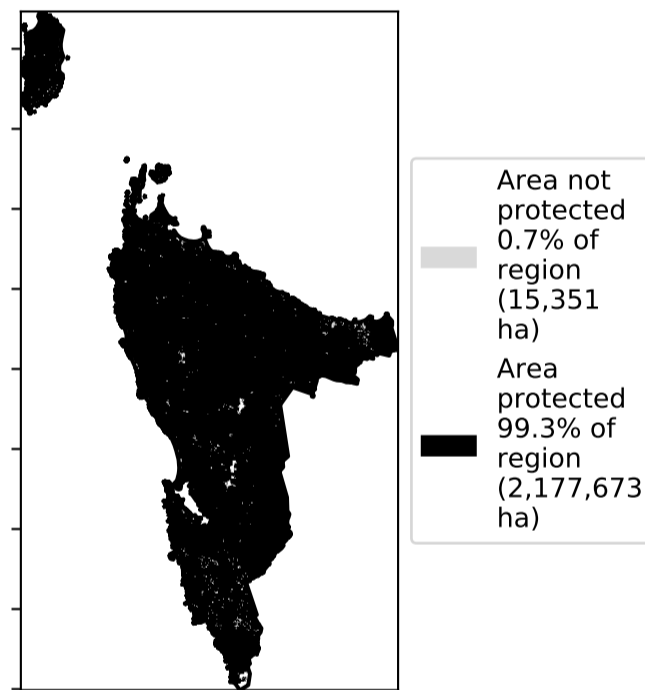 Area not
protected
0.7% of
region
(15,351
ha)
Area
protected
99.3% of
region
(2,177,673
ha)